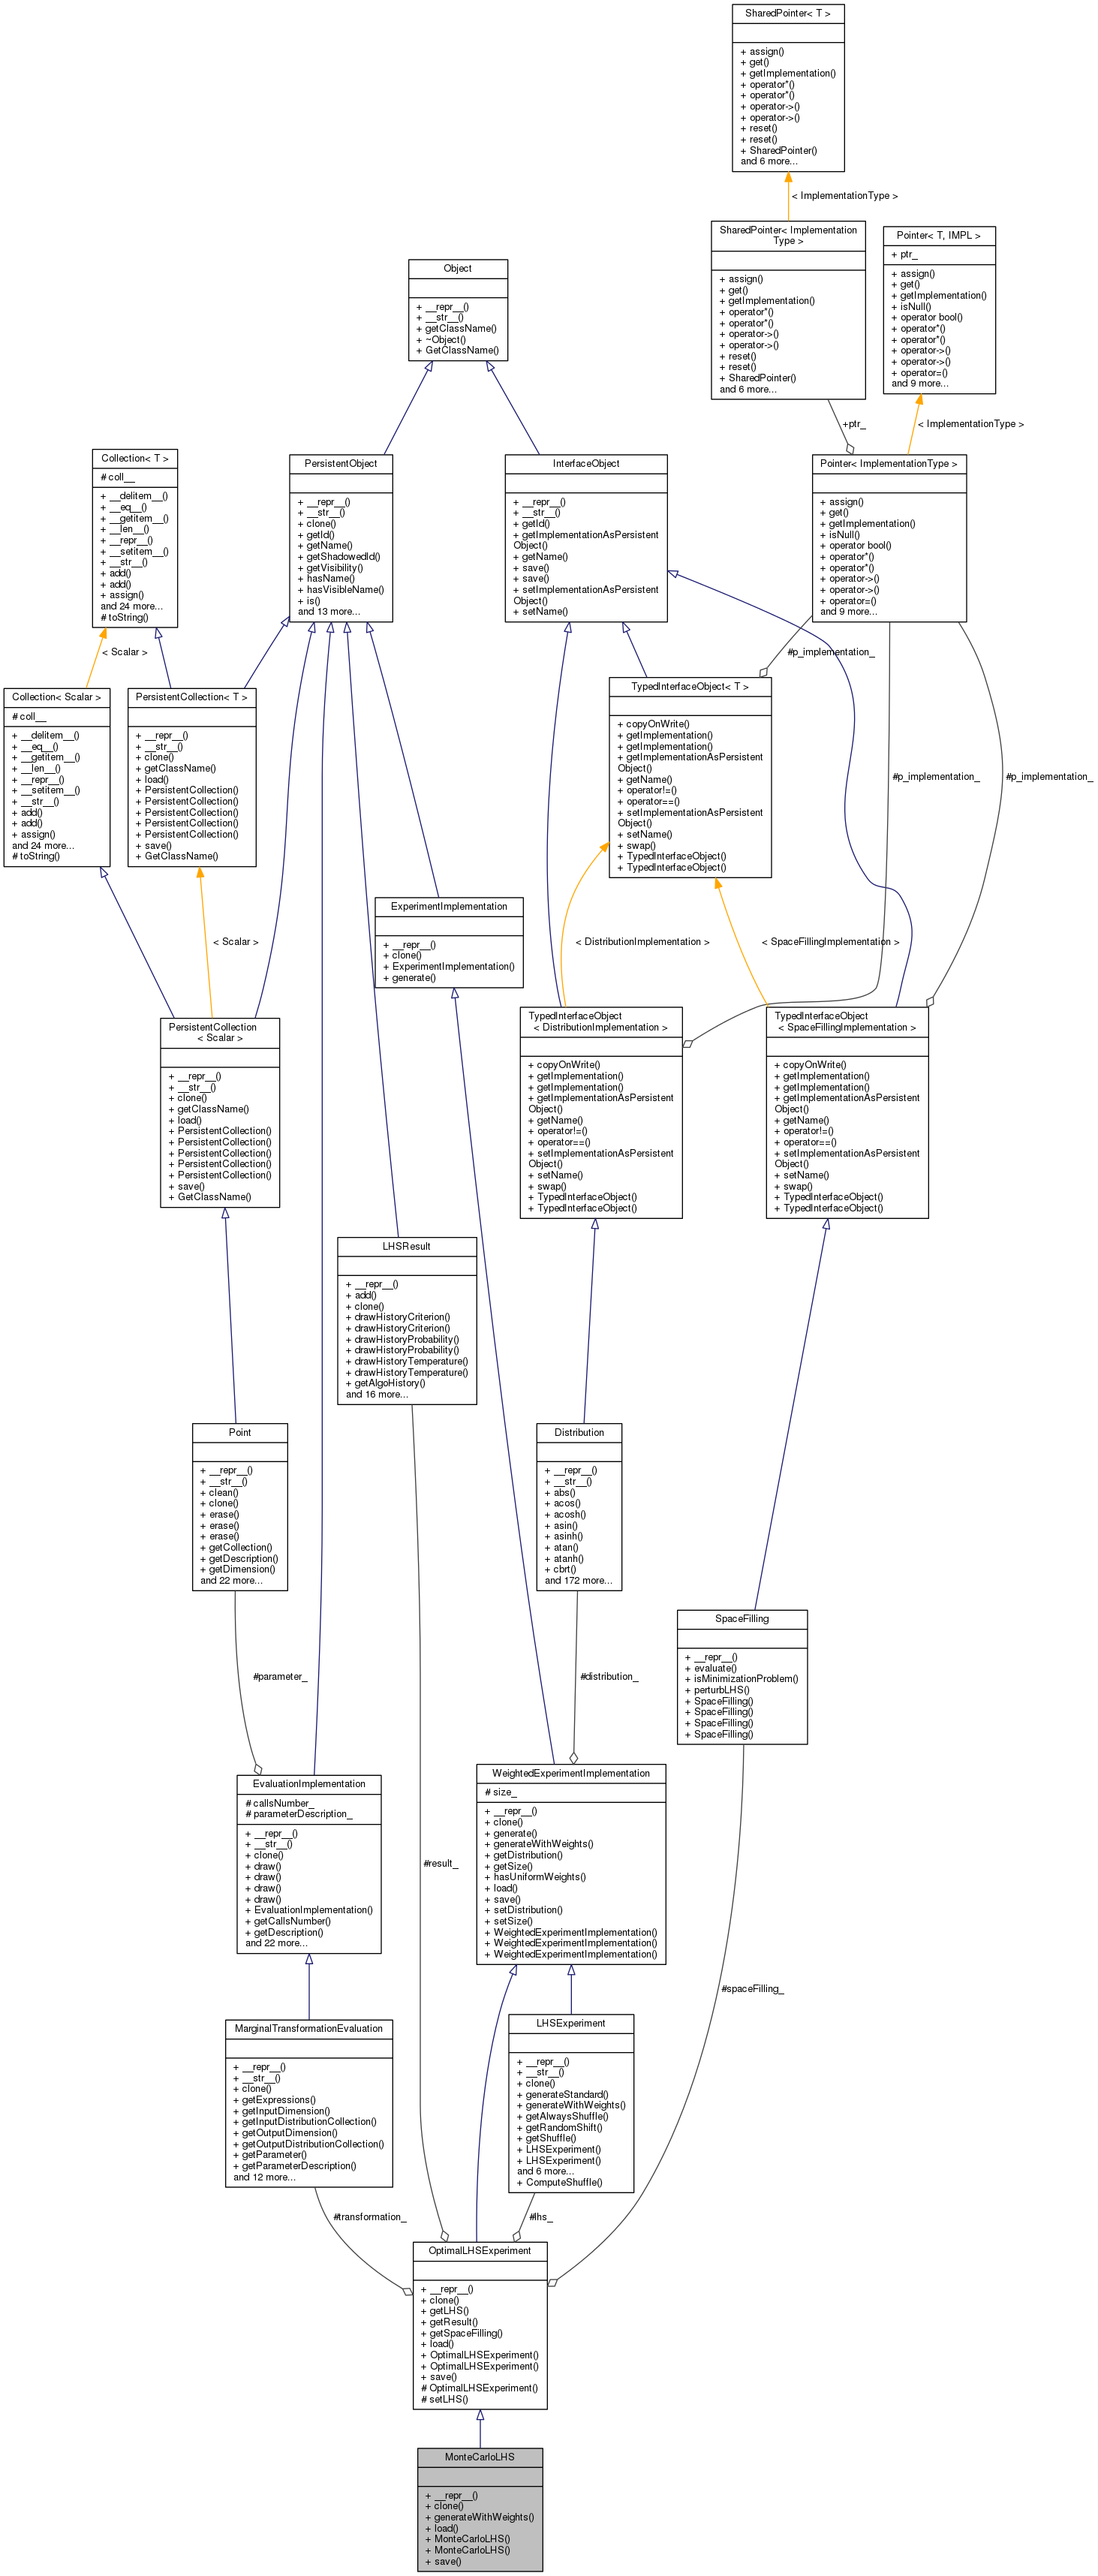 SharedPointer< T >
+ assign()
+ get()
+ getImplementation()
+ operator*()
+ operator*()
+ operator->()
+ operator->()
+ reset()
+ reset()
+ SharedPointer()
and 6 more...
< ImplementationType >
SharedPointer< Implementation
Type >
+ assign()
+ get()
+ getImplementation()
+ operator*()
+ operator*()
+ operator->()
+ operator->()
+ reset()
+ reset()
+ SharedPointer()
and 6 more...
Pointer< T, IMPL >
+ ptr_
+ assign()
+ get()
+ getImplementation()
+ isNull()
+ operator bool()
+ operator*()
+ operator*()
+ operator->()
+ operator->()
+ operator=()
and 9 more...
Object
+ __repr__()
+ __str__()
+ getClassName()
+ ~Object()
+ GetClassName()
+ptr_
< ImplementationType >
Collection< T >
# coll__
+ __delitem__()
+ __eq__()
+ __getitem__()
+ __len__()
+ __repr__()
+ __setitem__()
+ __str__()
+ add()
+ add()
+ assign()
and 24 more...
# toString()
PersistentObject
+ __repr__()
+ __str__()
+ clone()
+ getId()
+ getName()
+ getShadowedId()
+ getVisibility()
+ hasName()
+ hasVisibleName()
+ is()
and 13 more...
InterfaceObject
+ __repr__()
+ __str__()
+ getId()
+ getImplementationAsPersistent
Object()
+ getName()
+ save()
+ save()
+ setImplementationAsPersistent
Object()
+ setName()
Pointer< ImplementationType >
+ assign()
+ get()
+ getImplementation()
+ isNull()
+ operator bool()
+ operator*()
+ operator*()
+ operator->()
+ operator->()
+ operator=()
and 9 more...
< Scalar >
#p_implementation_
Collection< Scalar >
# coll__
+ __delitem__()
+ __eq__()
+ __getitem__()
+ __len__()
+ __repr__()
+ __setitem__()
+ __str__()
+ add()
+ add()
+ assign()
and 24 more...
# toString()
PersistentCollection< T >
+ __repr__()
+ __str__()
+ clone()
+ getClassName()
+ load()
+ PersistentCollection()
+ PersistentCollection()
+ PersistentCollection()
+ PersistentCollection()
+ PersistentCollection()
+ save()
+ GetClassName()
TypedInterfaceObject< T >
+ copyOnWrite()
+ getImplementation()
+ getImplementation()
+ getImplementationAsPersistent
Object()
+ getName()
+ operator!=()
+ operator==()
+ setImplementationAsPersistent
Object()
+ setName()
+ swap()
+ TypedInterfaceObject()
+ TypedInterfaceObject()
#p_implementation_
#p_implementation_
ExperimentImplementation
+ __repr__()
+ clone()
+ ExperimentImplementation()
+ generate()
< Scalar >
< DistributionImplementation >
< SpaceFillingImplementation >
PersistentCollection
< Scalar >
+ __repr__()
+ __str__()
+ clone()
+ getClassName()
+ load()
+ PersistentCollection()
+ PersistentCollection()
+ PersistentCollection()
+ PersistentCollection()
+ PersistentCollection()
+ save()
+ GetClassName()
TypedInterfaceObject
< DistributionImplementation >
+ copyOnWrite()
+ getImplementation()
+ getImplementation()
+ getImplementationAsPersistent
Object()
+ getName()
+ operator!=()
+ operator==()
+ setImplementationAsPersistent
Object()
+ setName()
+ swap()
+ TypedInterfaceObject()
+ TypedInterfaceObject()
TypedInterfaceObject
< SpaceFillingImplementation >
+ copyOnWrite()
+ getImplementation()
+ getImplementation()
+ getImplementationAsPersistent
Object()
+ getName()
+ operator!=()
+ operator==()
+ setImplementationAsPersistent
Object()
+ setName()
+ swap()
+ TypedInterfaceObject()
+ TypedInterfaceObject()
LHSResult
+ __repr__()
+ add()
+ clone()
+ drawHistoryCriterion()
+ drawHistoryCriterion()
+ drawHistoryProbability()
+ drawHistoryProbability()
+ drawHistoryTemperature()
+ drawHistoryTemperature()
+ getAlgoHistory()
and 16 more...
Point
+ __repr__()
+ __str__()
+ clean()
+ clone()
+ erase()
+ erase()
+ erase()
+ getCollection()
+ getDescription()
+ getDimension()
and 22 more...
Distribution
+ __repr__()
+ __str__()
+ abs()
+ acos()
+ acosh()
+ asin()
+ asinh()
+ atan()
+ atanh()
+ cbrt()
and 172 more...
SpaceFilling
+ __repr__()
+ evaluate()
+ isMinimizationProblem()
+ perturbLHS()
+ SpaceFilling()
+ SpaceFilling()
+ SpaceFilling()
+ SpaceFilling()
#parameter_
#distribution_
EvaluationImplementation
# callsNumber_
# parameterDescription_
+ __repr__()
+ __str__()
+ clone()
+ draw()
+ draw()
+ draw()
+ draw()
+ EvaluationImplementation()
+ getCallsNumber()
+ getDescription()
and 22 more...
#result_
WeightedExperimentImplementation
# size_
+ __repr__()
+ clone()
+ generate()
+ generateWithWeights()
+ getDistribution()
+ getSize()
+ hasUniformWeights()
+ load()
+ save()
+ setDistribution()
+ setSize()
+ WeightedExperimentImplementation()
+ WeightedExperimentImplementation()
+ WeightedExperimentImplementation()
#spaceFilling_
MarginalTransformationEvaluation
+ __repr__()
+ __str__()
+ clone()
+ getExpressions()
+ getInputDimension()
+ getInputDistributionCollection()
+ getOutputDimension()
+ getOutputDistributionCollection()
+ getParameter()
+ getParameterDescription()
and 12 more...
LHSExperiment
+ __repr__()
+ __str__()
+ clone()
+ generateStandard()
+ generateWithWeights()
+ getAlwaysShuffle()
+ getRandomShift()
+ getShuffle()
+ LHSExperiment()
+ LHSExperiment()
and 6 more...
+ ComputeShuffle()
#transformation_
#lhs_
OptimalLHSExperiment
+ __repr__()
+ clone()
+ getLHS()
+ getResult()
+ getSpaceFilling()
+ load()
+ OptimalLHSExperiment()
+ OptimalLHSExperiment()
+ save()
# OptimalLHSExperiment()
# setLHS()
MonteCarloLHS
+ __repr__()
+ clone()
+ generateWithWeights()
+ load()
+ MonteCarloLHS()
+ MonteCarloLHS()
+ save()